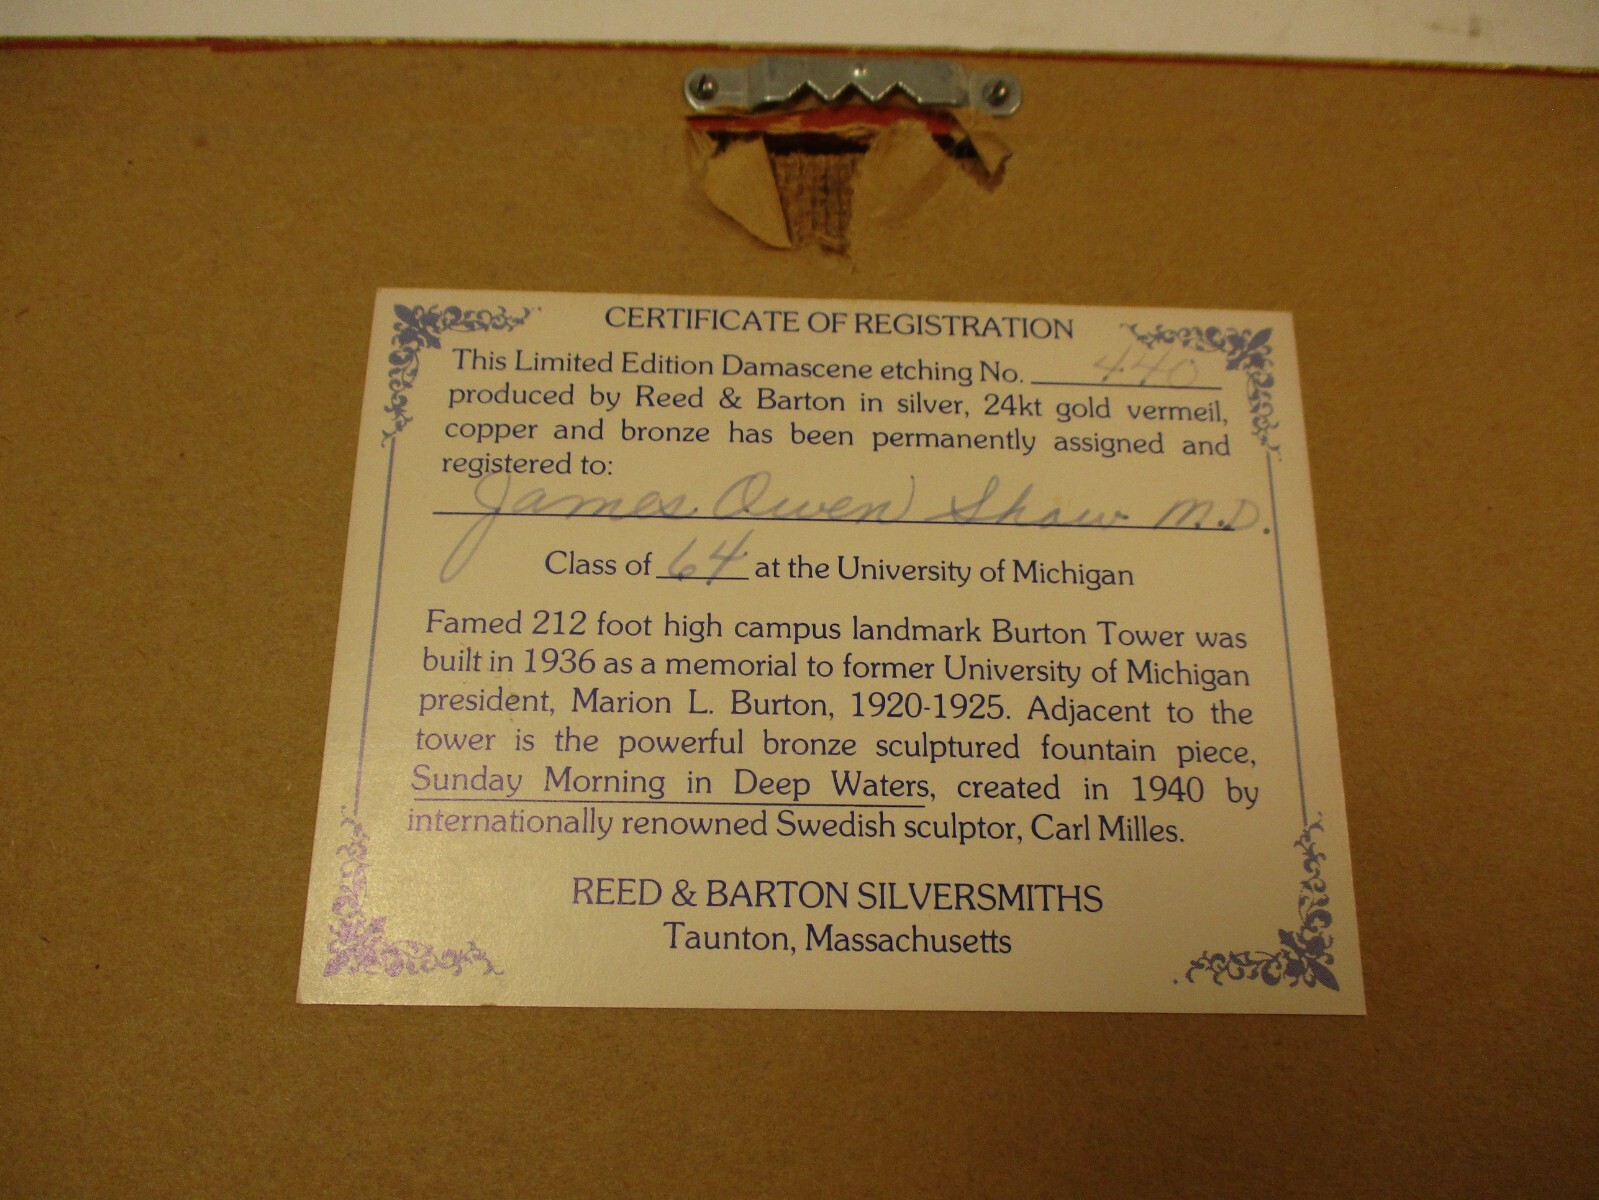 CERTIFICATE OF REGISTRATION
This Limited Edition Damascene etching No. 440
produced by Reed & Barton in silver, 24kt gold vermeil,
copper and bronze has been permanently assigned and
registered to:
James Owen Shaw M.D.
Class of 64 at the University of Michigan
Famed 212 foot high campus landmark Burton Tower was
built in 1936 as a memorial to former University of Michigan
president, Marion L. Burton, 1920-1925. Adjacent to the
tower is the powerful bronze sculptured fountain piece,
Sunday Morning in Deep Waters, created in 1940 by
internationally renowned Swedish sculptor, Carl Milles.
REED & BARTON SILVERSMITHS
Taunton, Massachusetts